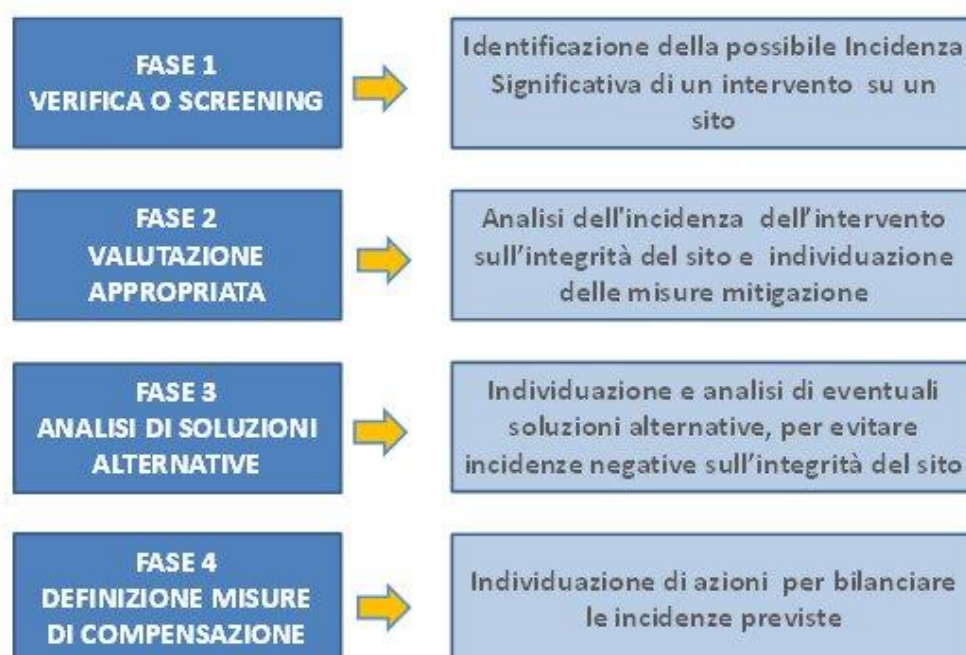 FASE 1
VERIFICA O SCREENING
Identificazione della possibile Incidenza
Significativa di un intervento su un
sito
FASE 2
VALUTAZIONE
APPROPRIATA
Analisi dell'incidenza dell'intervento
sull'integrità del sito e individuazione
delle misure mitigazione
FASE 3
ANALISI DI SOLUZIONI
ALTERNATIVE
Individuazione e analisi di eventuali
soluzioni alternative, per evitare
incidenze negative sull'integrità del sito
FASE 4
DEFINIZIONE MISURE
DI COMPENSAZIONE
Individuazione di azioni per bilanciare
le incidenze previste